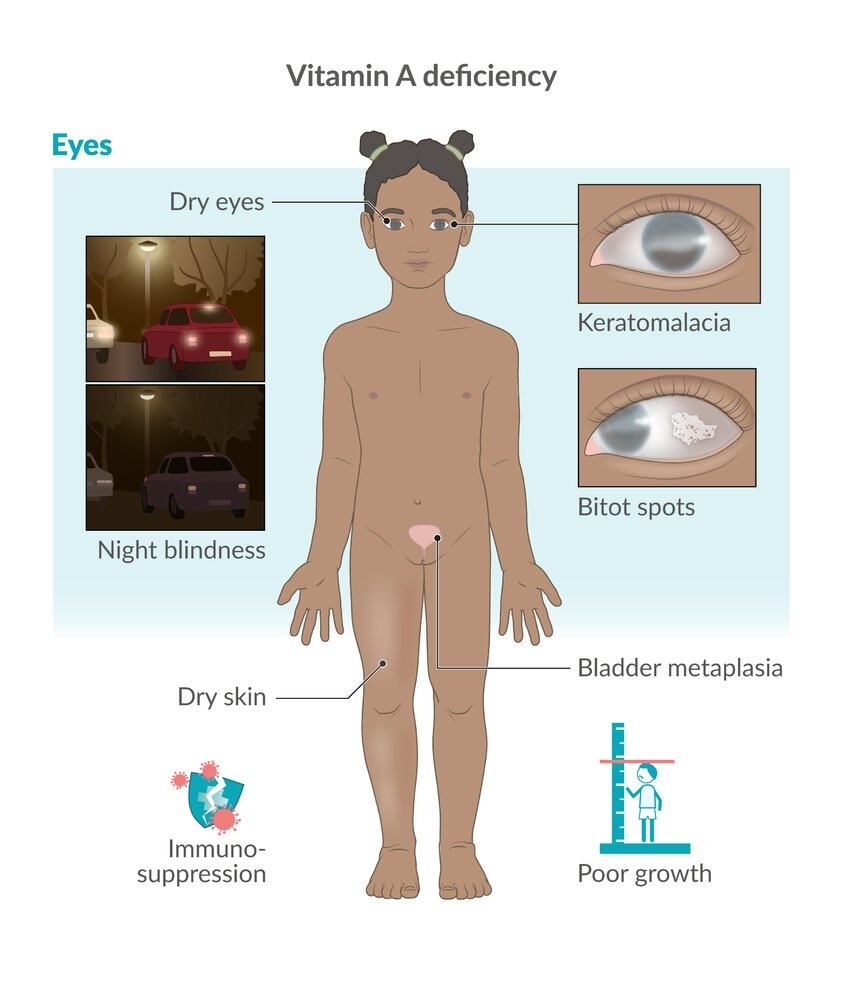 Vitamin A deficiency
Eyes
Dry eyes
Keratomalacia
Bitot spots
Night blindness
Bladder metaplasia
Dry skin
Immuno-
suppression
Poor growth